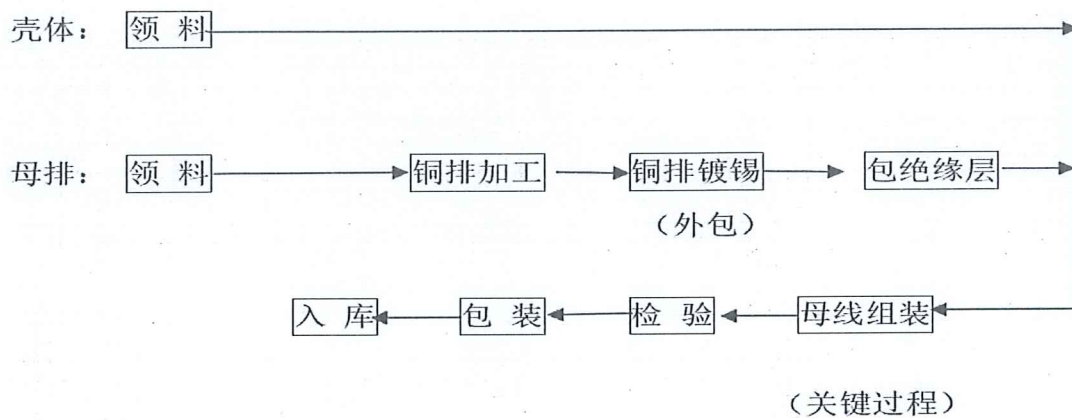 壳体： 领 料
母排： 领 料 铜排加工 铜排镀锡 包绝缘层
（外包）
入 库 包 装 检 验 母线组装
（关键过程）